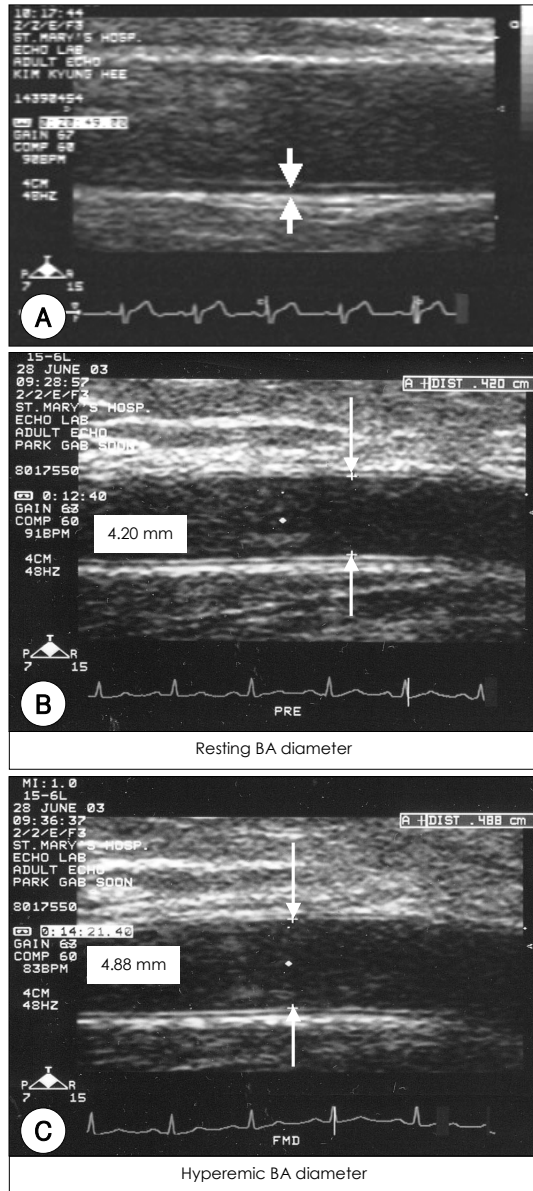 10:17:44
2/2/E/F3
ST.MARY'S HOSP.
ECHO LAB
ADULT ECHO
KIM KYUNG HEE
14390454
0:20:49.00
GAIN 67
COMP 60
90BPM
4CM
48HZ
T
P R
7 15
A
15-6L
28 JUNE 03
09:28:57
2/2/E/F3
ST.MARY'S HOSP.
ECHO LAB
ADULT ECHO
PARK GAB SOON
A DIST .420 cm
8017550
0:12:40
GAIN 63
COMP 60
91BPM
4.20 mm
4CM
48HZ
T
P R
7 15
B
PRE
Resting BA diameter
MI:1.0
15-6L
28 JUNE 03
09:36:37
2/2/E/F3
ST.MARY'S HOSP.
ECHO LAB
ADULT ECHO
PARK GAB SOON
A DIST .488 cm
8017550
0:14:21.40
GAIN 63
COMP 60
83BPM
4.88 mm
4CM
48HZ
T
P R
7 15
C
FMD
Hyperemic BA diameter